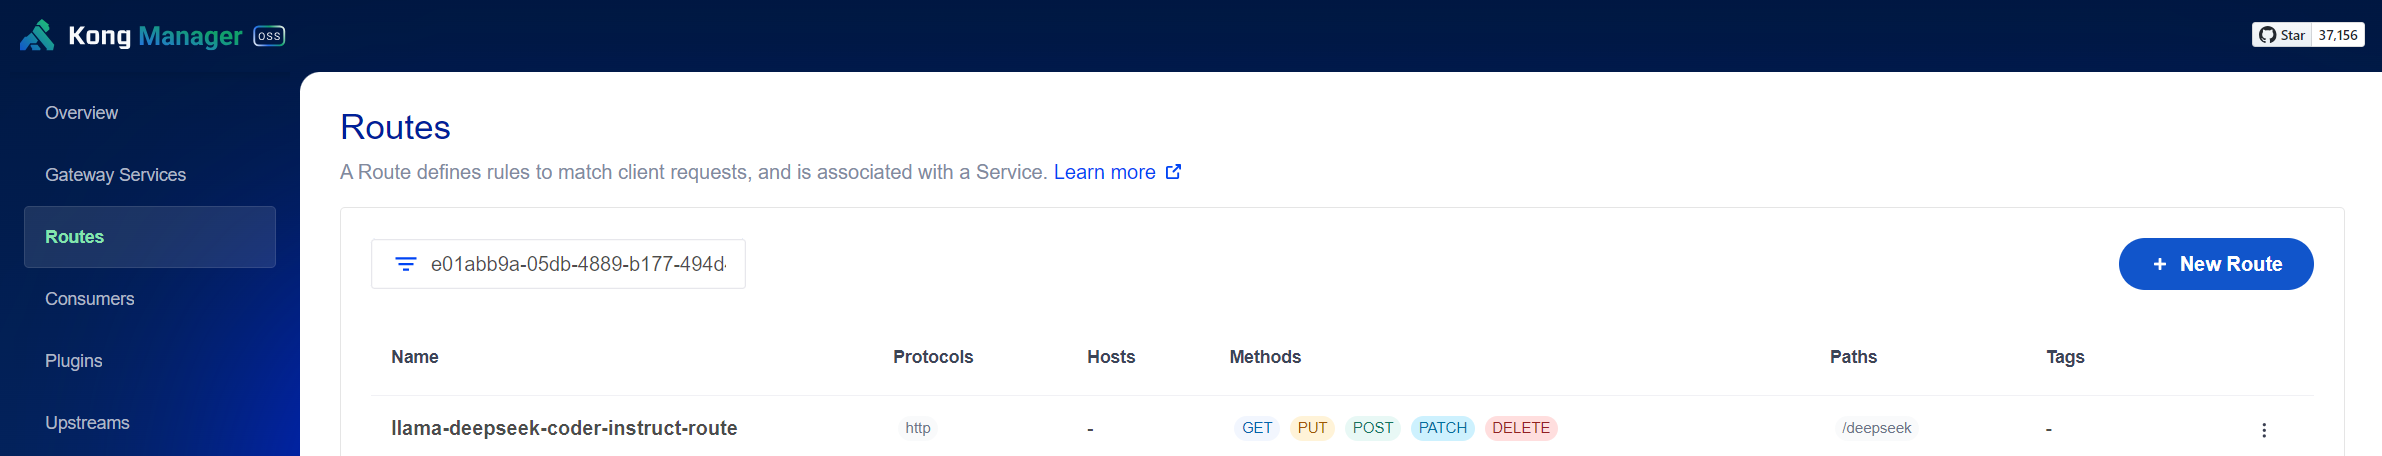 Kong Manager OSS
Star 37,156
Overview
Gateway Services
Routes
Consumers
Plugins
Upstreams
Routes
A Route defines rules to match client requests, and is associated with a Service. Learn more
e01abb9a-05db-4889-b177-494d
+ New Route
Name Protocols Hosts Methods Paths Tags
llama-deepseek-coder-instruct-route http - GET PUT POST PATCH DELETE /deepseek -